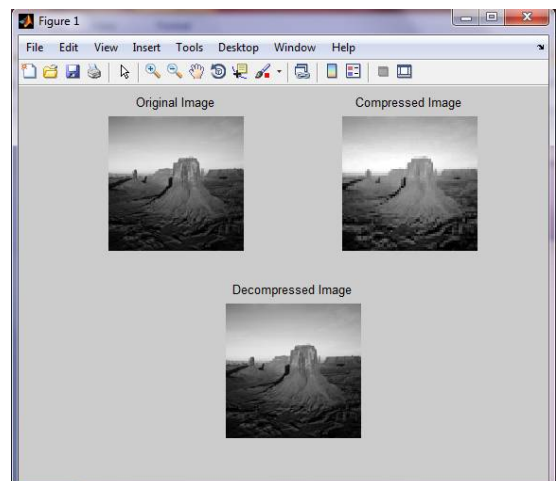 Figure 1
File Edit View Insert Tools Desktop Window Help
Original Image Compressed Image
Decompressed Image